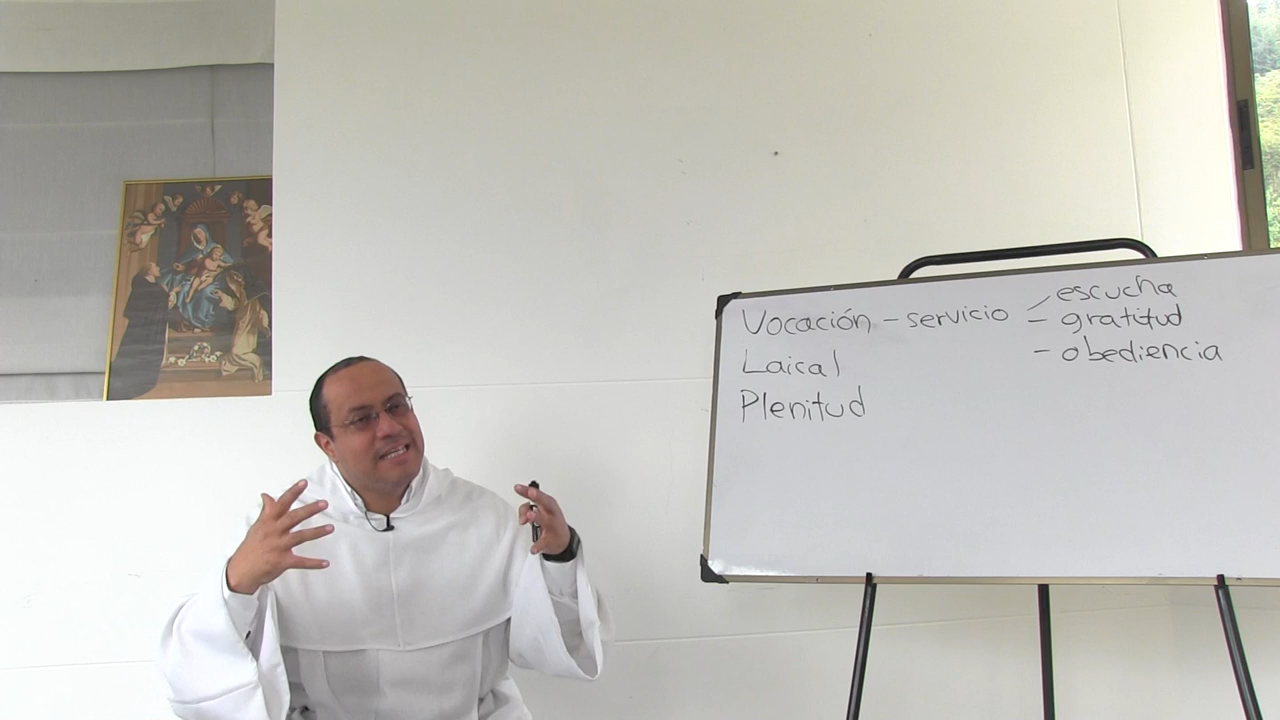 Vocación - servicio - escucha
- gratitud
Laical - obediencia
Plenitud